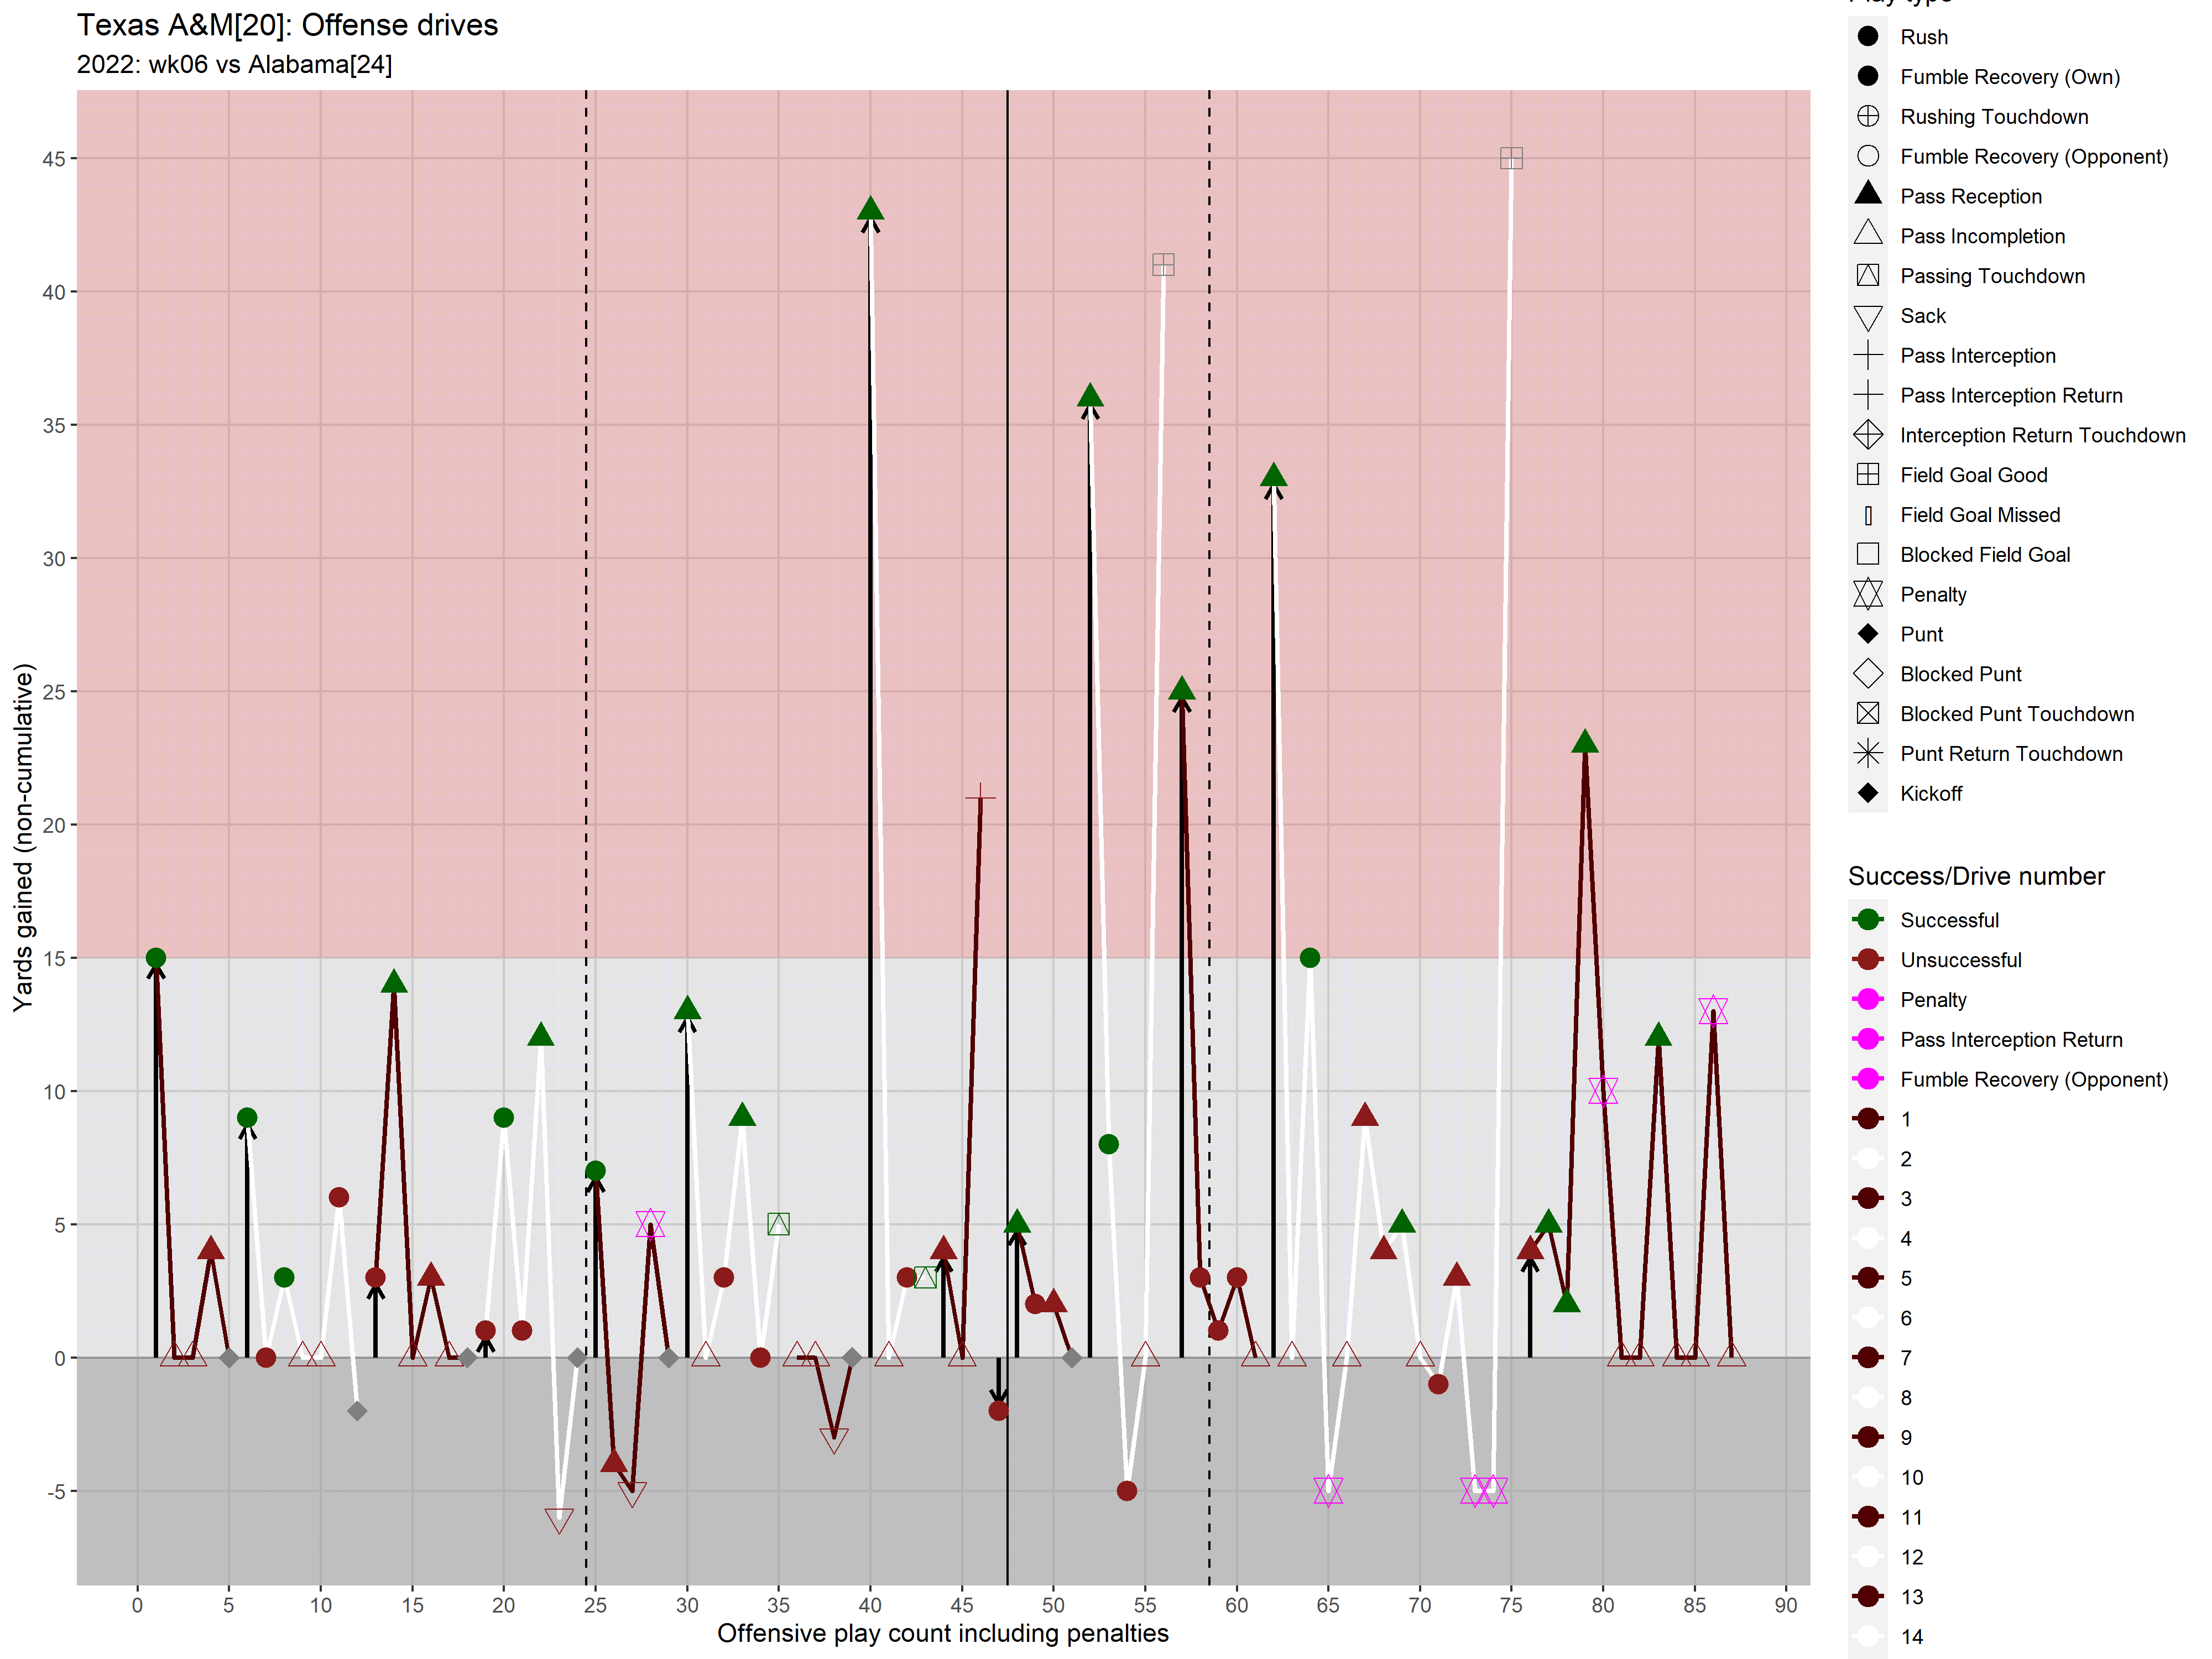 Texas A&M[20]: Offense drives
2022: wk06 vs Alabama[24]
Yards gained (non-cumulative)
45
40
35
30
25
20
15
10
5
0
-5
0 5 10 15 20 25 30 35 40 45 50 55 60 65 70 75 80 85 90
Offensive play count including penalties
Play type
Rush
Fumble Recovery (Own)
Rushing Touchdown
Fumble Recovery (Opponent)
Pass Reception
Pass Incompletion
Passing Touchdown
Sack
Pass Interception
Pass Interception Return
Interception Return Touchdown
Field Goal Good
Field Goal Missed
Blocked Field Goal
Penalty
Punt
Blocked Punt
Blocked Punt Touchdown
Punt Return Touchdown
Kickoff
Success/Drive number
Successful
Unsuccessful
Penalty
Pass Interception Return
Fumble Recovery (Opponent)
1
2
3
4
5
6
7
8
9
10
11
12
13
14